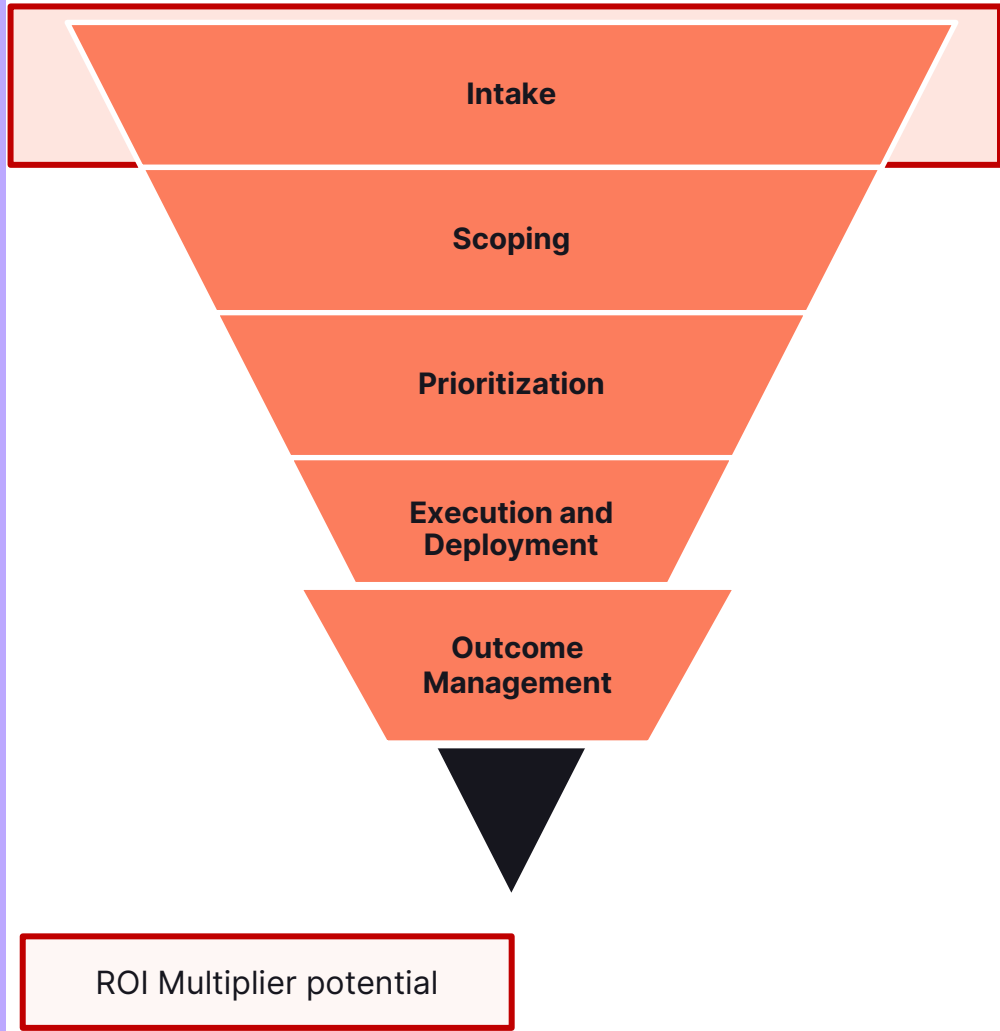 Intake
Scoping
Prioritization
Execution and
Deployment
Outcome
Management
ROI Multiplier potential